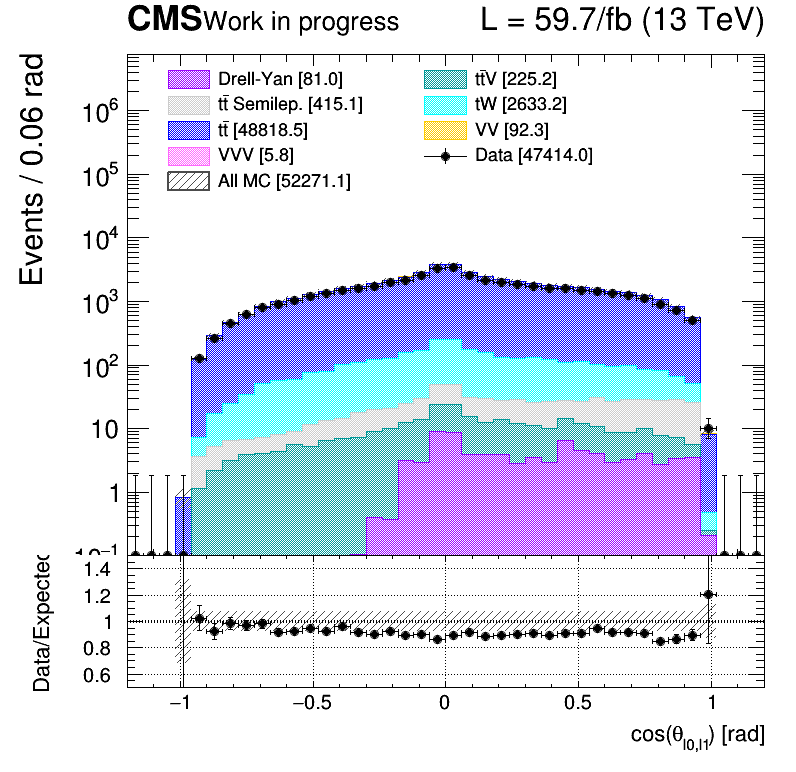 CMS Work in progress L = 59.7/fb (13 TeV)
Events / 0.06 rad
Drell-Yan [81.0]
tt̄ Semilep. [415.1]
tt̄ [48818.5]
VVV [5.8]
All MC [52271.1]
tt̄V [225.2]
tW [2633.2]
VV [92.3]
Data [47414.0]
10⁶
10⁵
10⁴
10³
10²
10
1
10⁻¹
Data/Expected
1.4
1.2
1
0.8
0.6
−1 −0.5 0 0.5 1
cos(θ_l0,l1) [rad]